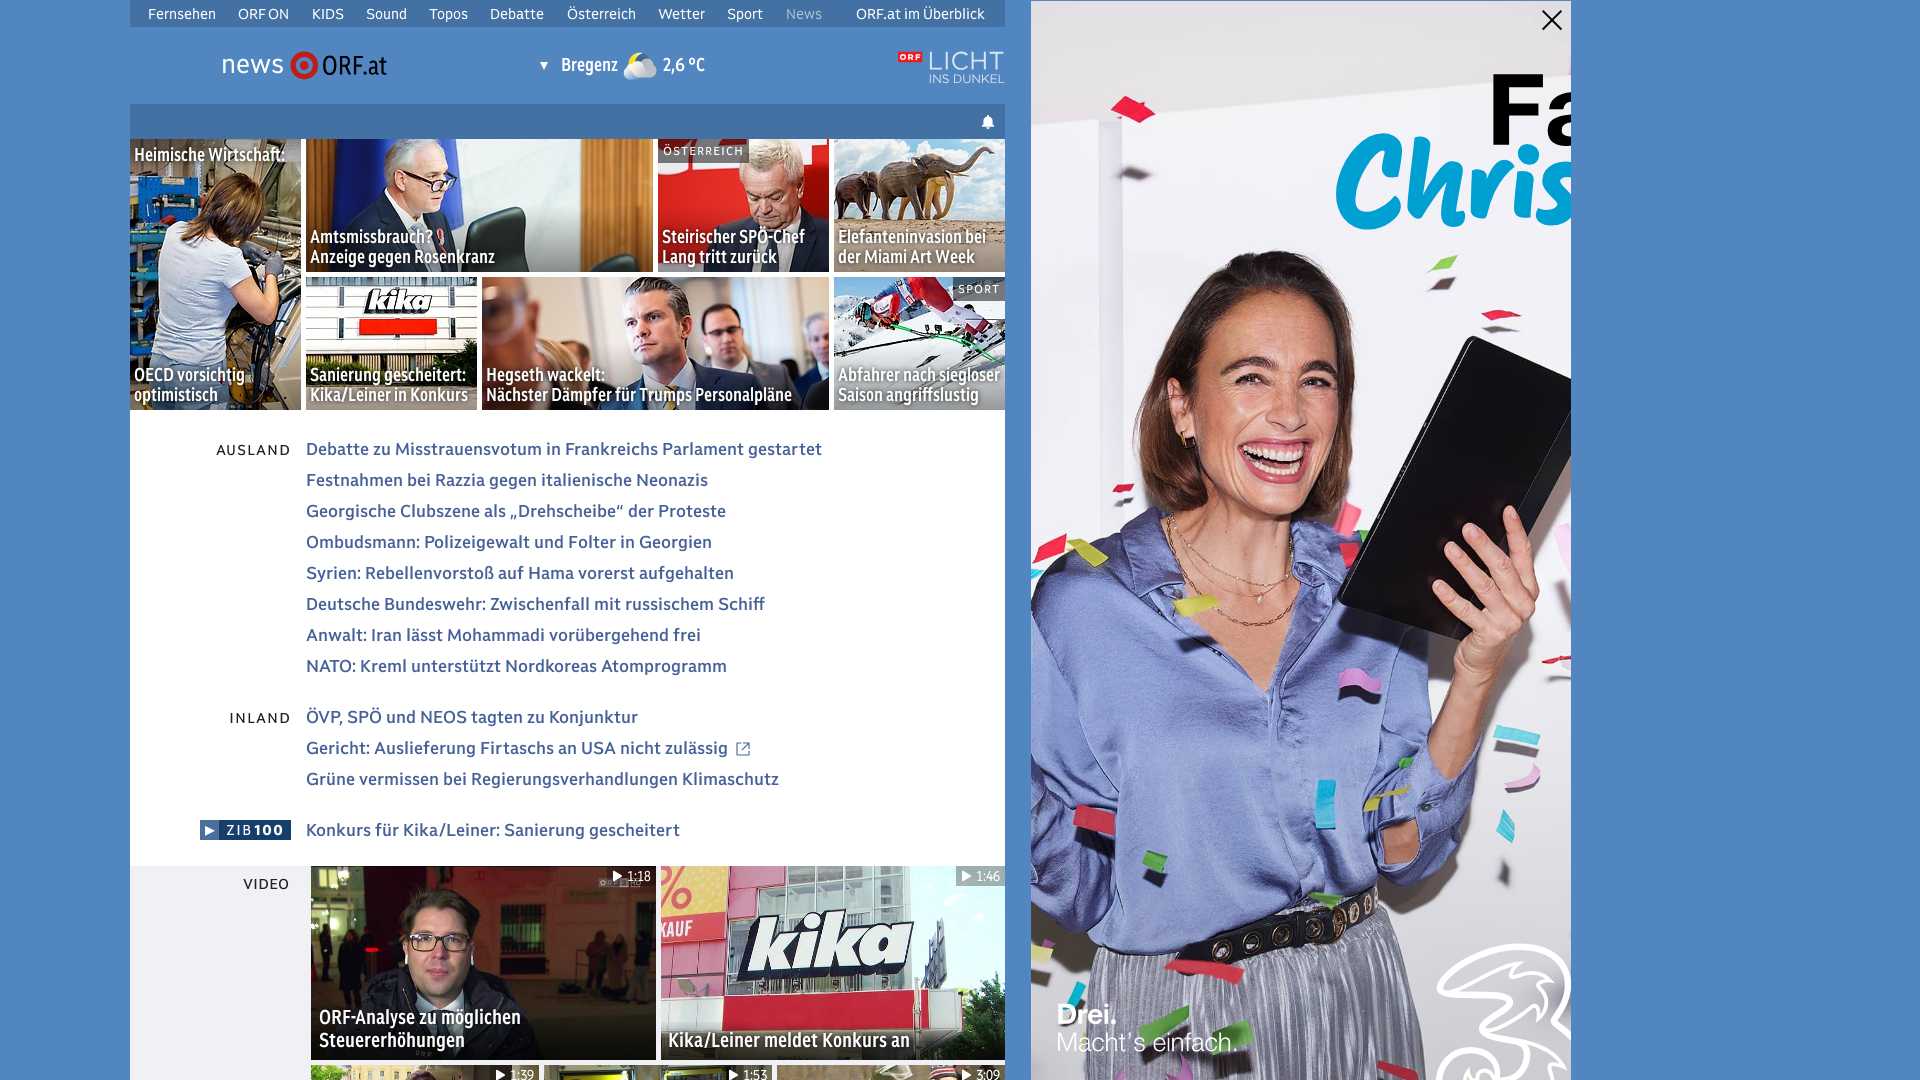 Fernsehen ORF ON KIDS Sound Topos Debatte Österreich Wetter Sport News ORF.at im Überblick
news ORF.at
▼ Bregenz 2,6 °C
ORF LICHT
INS DUNKEL
Heimische Wirtschaft:
OECD vorsichtig
optimistisch
Amtsmissbrauch?
Anzeige gegen Rosenkranz
ÖSTERREICH
Steirischer SPÖ-Chef
Lang tritt zurück
Elefanteninvasion bei
der Miami Art Week
kika
Sanierung gescheitert:
Kika/Leiner in Konkurs
Hegseth wackelt:
Nächster Dämpfer für Trumps Personalpläne
SPORT
Abfahrer nach siegloser
Saison angriffslustig
AUSLAND
Debatte zu Misstrauensvotum in Frankreichs Parlament gestartet
Festnahmen bei Razzia gegen italienische Neonazis
Georgische Clubszene als „Drehscheibe“ der Proteste
Ombudsmann: Polizeigewalt und Folter in Georgien
Syrien: Rebellenvorstoß auf Hama vorerst aufgehalten
Deutsche Bundeswehr: Zwischenfall mit russischem Schiff
Anwalt: Iran lässt Mohammadi vorübergehend frei
NATO: Kreml unterstützt Nordkoreas Atomprogramm
INLAND
ÖVP, SPÖ und NEOS tagten zu Konjunktur
Gericht: Auslieferung Firtaschs an USA nicht zulässig
Grüne vermissen bei Regierungsverhandlungen Klimaschutz
ZIB100
Konkurs für Kika/Leiner: Sanierung gescheitert
VIDEO
1:18
ORF-Analyse zu möglichen
Steuererhöhungen
1:46
%
KAUF
kika
Kika/Leiner meldet Konkurs an
1:39
1:53
3:09
Fa
Chris
Drei.
Macht's einfach.